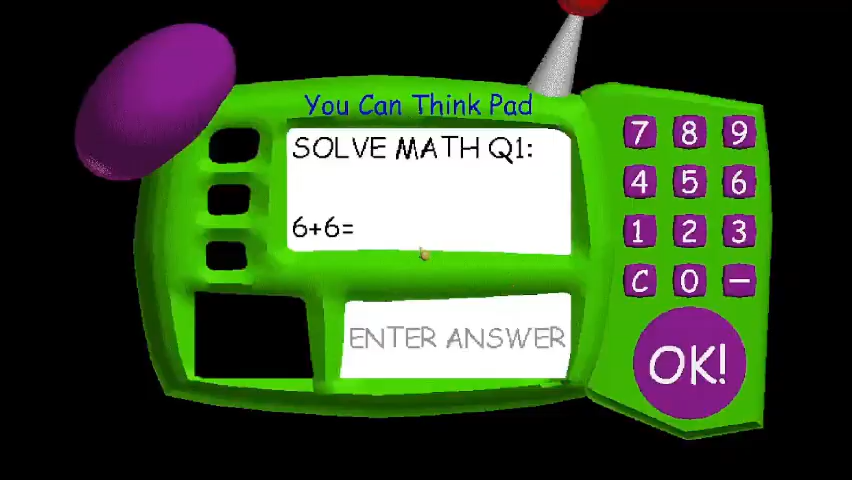 You Can Think Pad
SOLVE MATH Q1:
6+6=
ENTER ANSWER
7 8 9
4 5 6
1 2 3
C 0 −
OK!